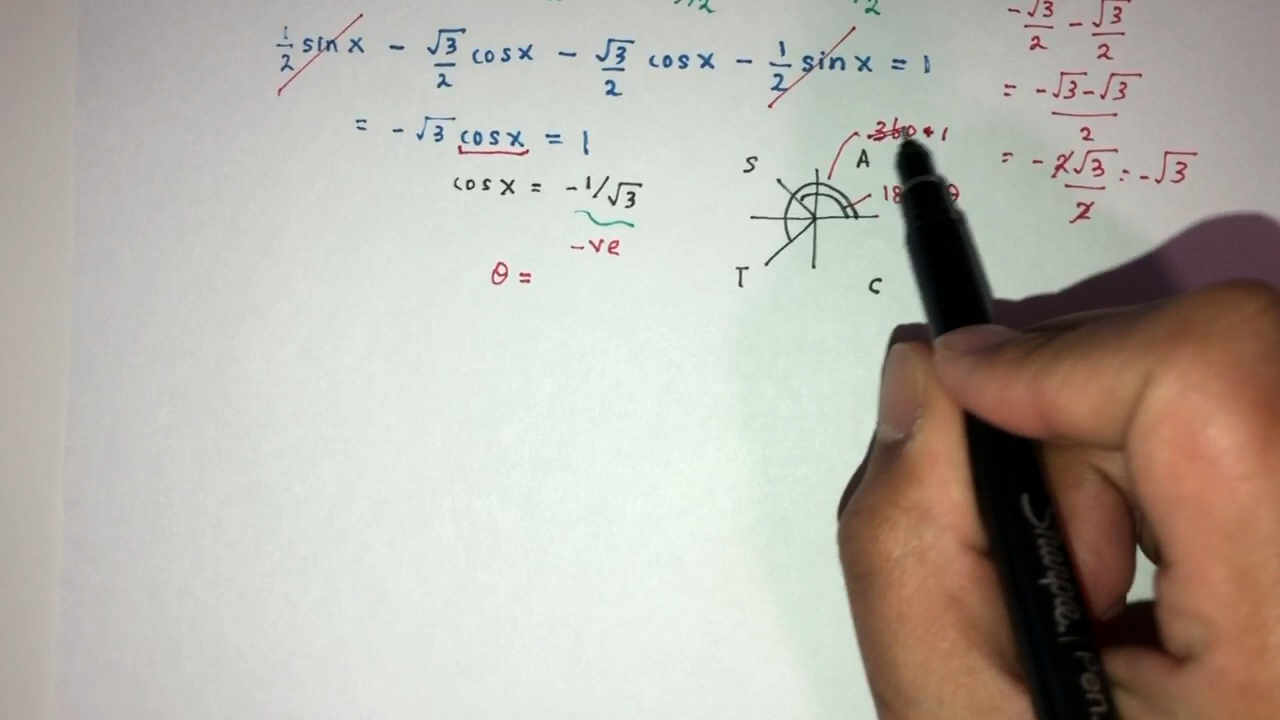 1/2 sin x - √3/2 cos x - √3/2 cos x - 1/2 sin x = 1
= -√3 cos x = 1
cos x = -1/√3
-ve
θ =
S
A
T
C
-√3/2 - √3/2
= -√3-√3/2
= -2√3/2 = -√3
Sharpie